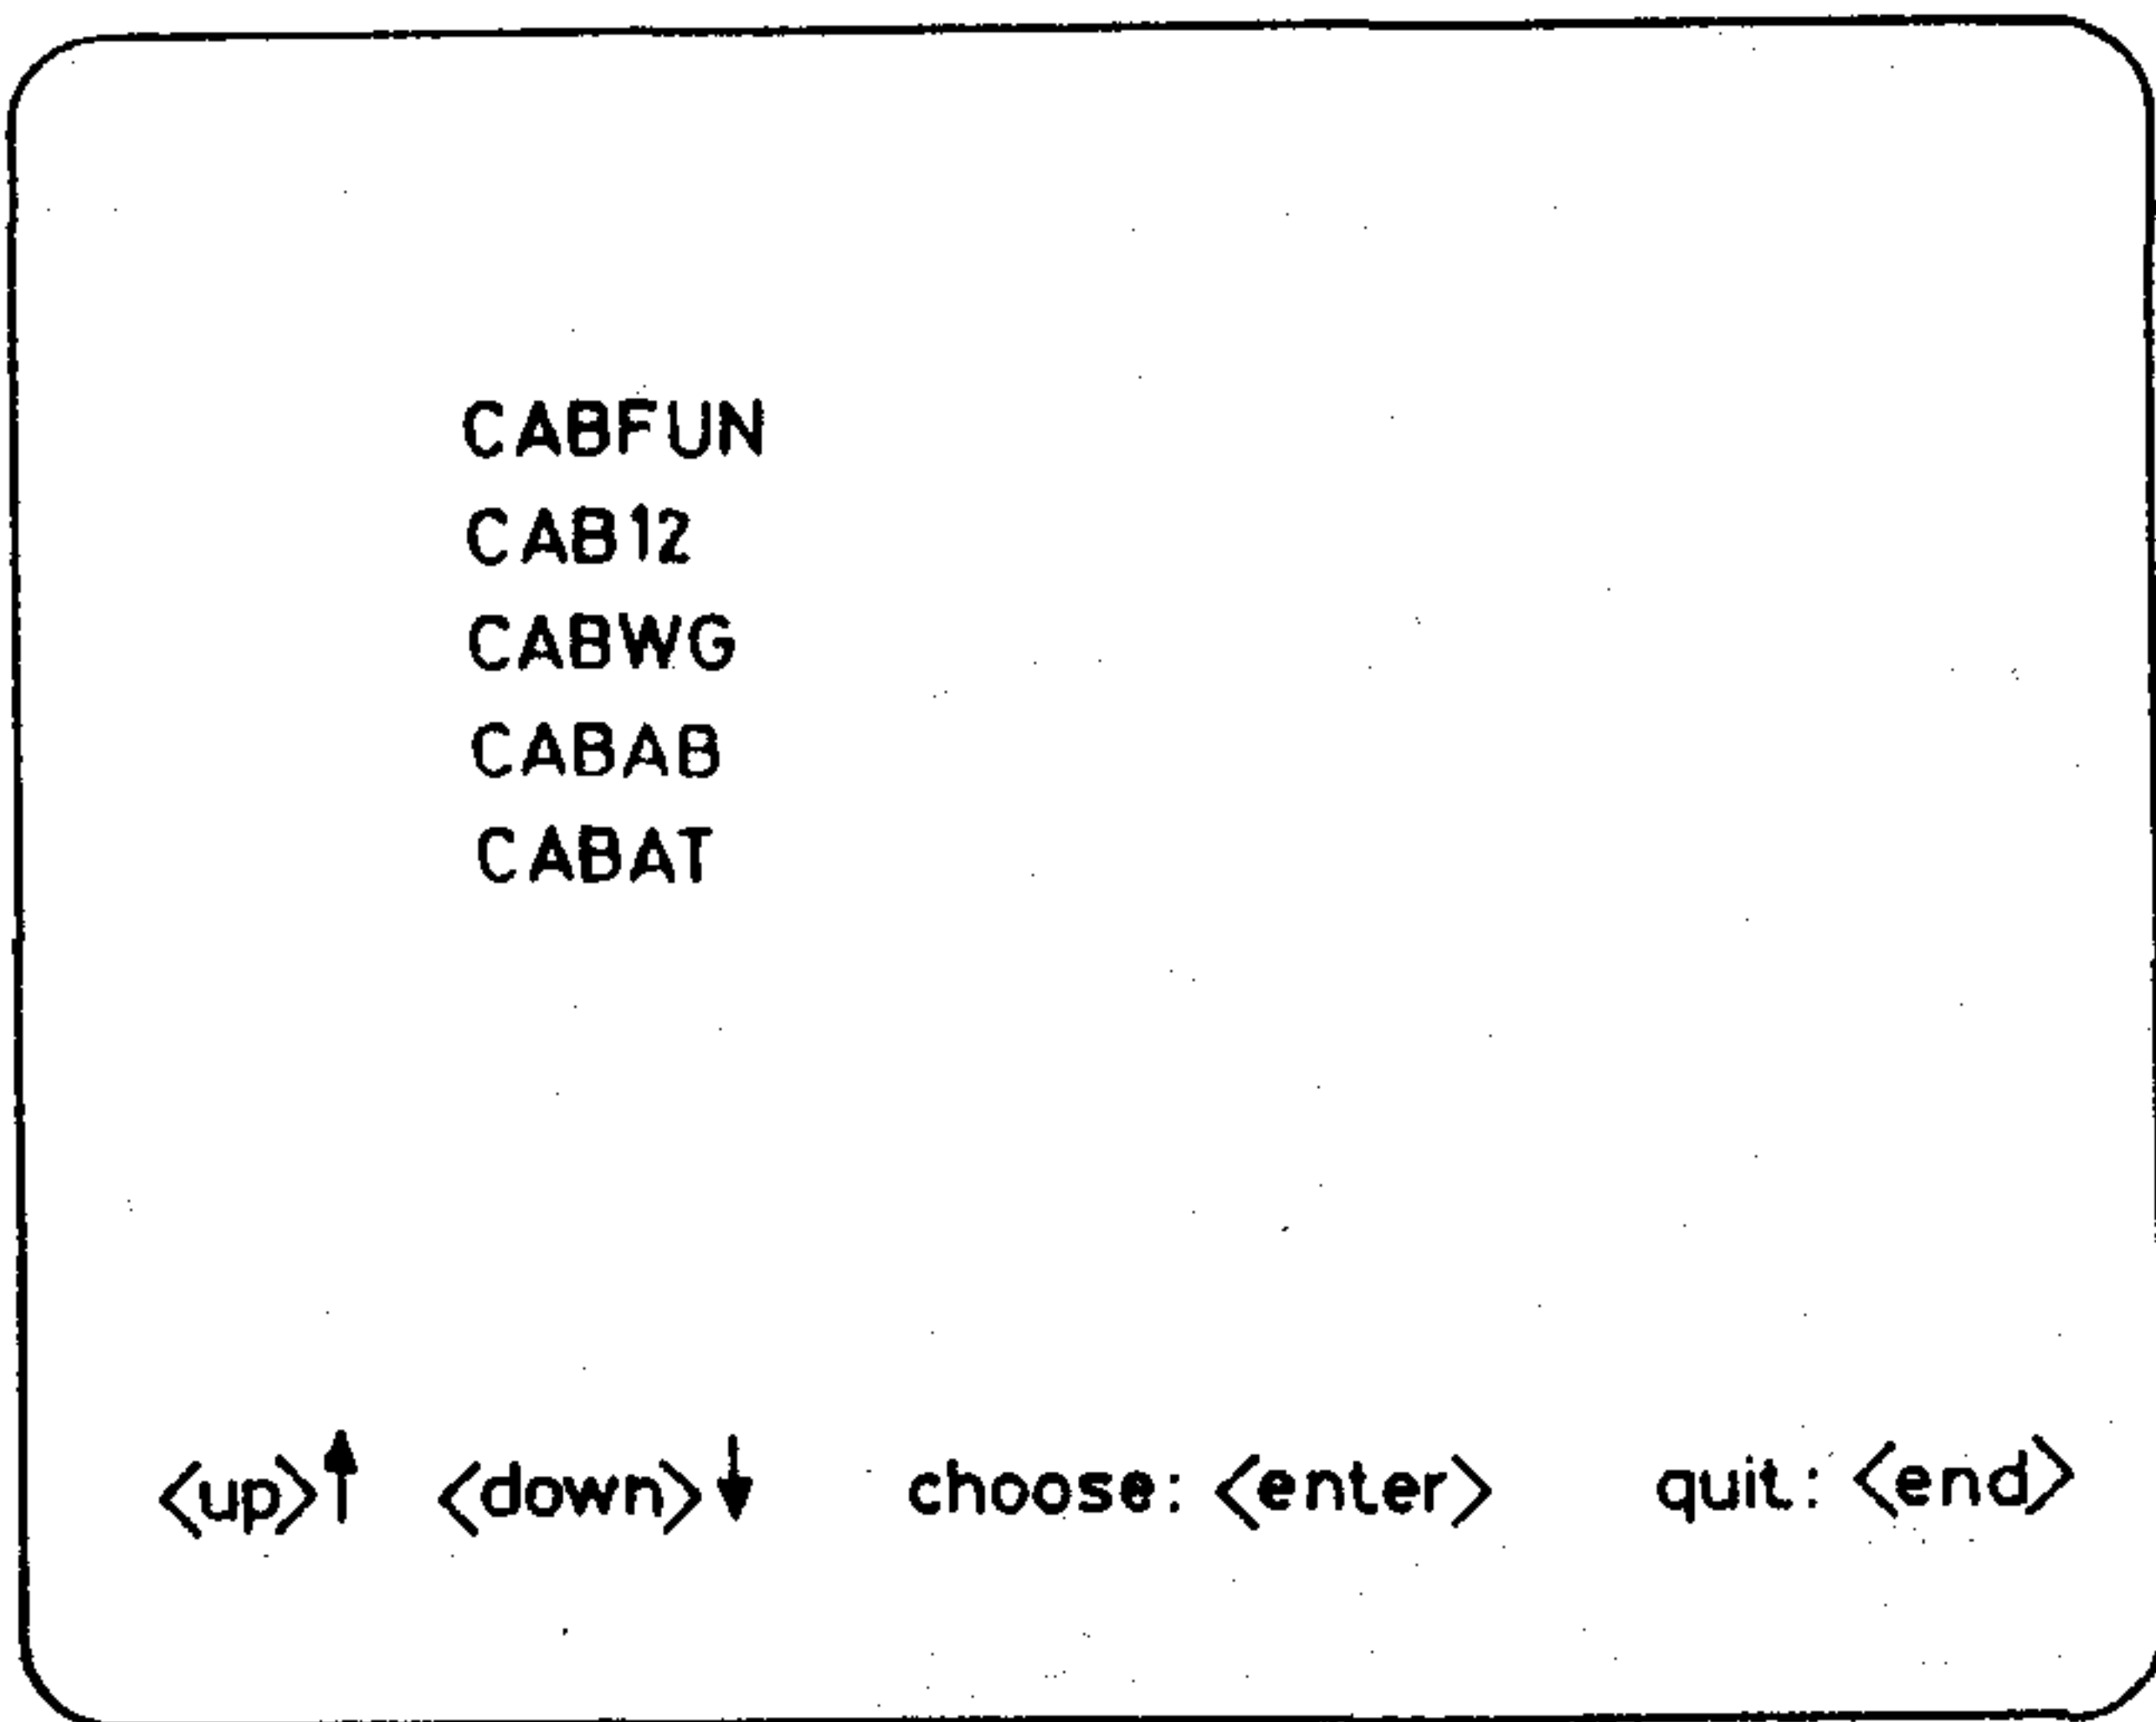 CABFUN
CAB12
CABWG
CABAB
CABAT
<up>↑ <down>↓ choose: <enter> quit: <end>